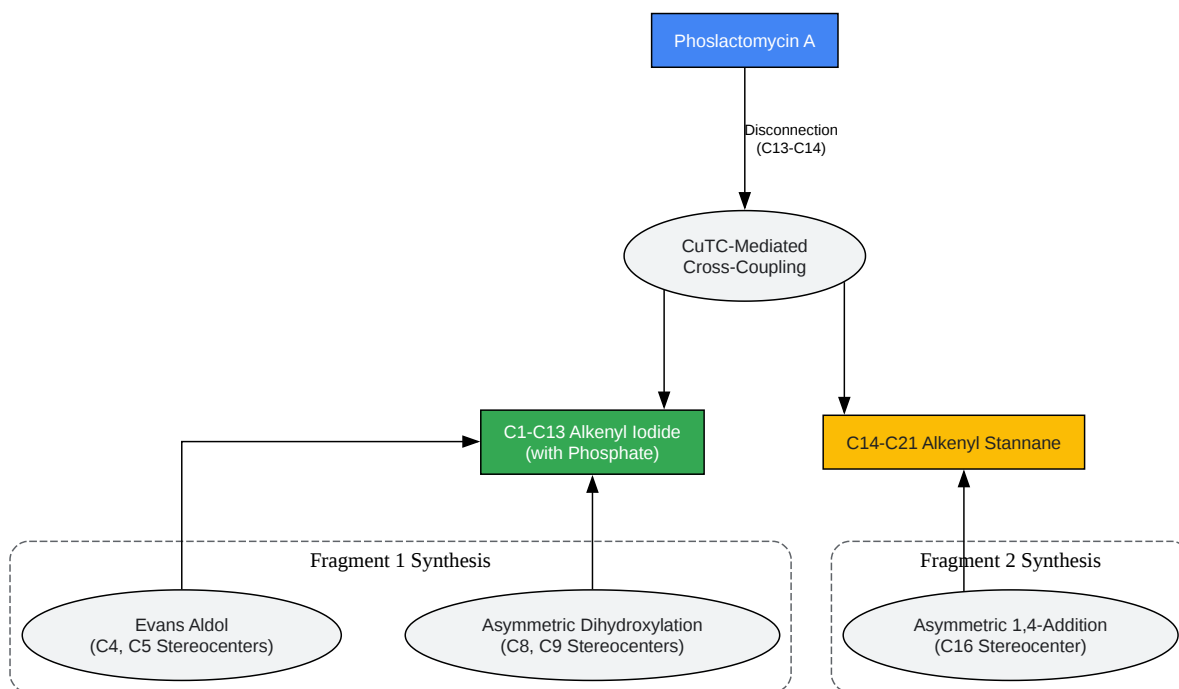 Phoslactomycin A
Disconnection
(C13-C14)
CuTC-Mediated
Cross-Coupling
C1-C13 Alkenyl Iodide
(with Phosphate)
C14-C21 Alkenyl Stannane
Fragment 1 Synthesis
Fragment 2 Synthesis
Evans Aldol
(C4, C5 Stereocenters)
Asymmetric Dihydroxylation
(C8, C9 Stereocenters)
Asymmetric 1,4-Addition
(C16 Stereocenter)